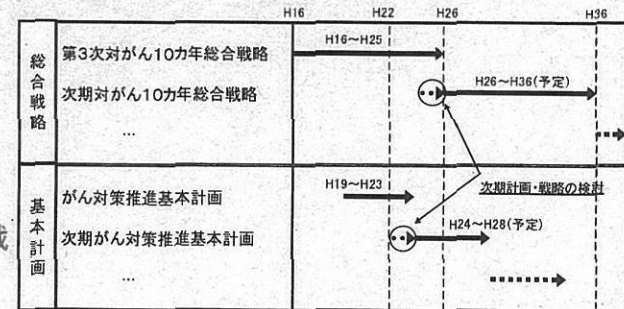 H16 H22 H26 H36
総合戦略
第3次対がん10カ年総合戦略
H16～H25
次期対がん10カ年総合戦略
H26～H36(予定)
…
次期計画・戦略の検討
基本計画
がん対策推進基本計画
H19～H23
次期がん対策推進基本計画
H24～H28(予定)
…